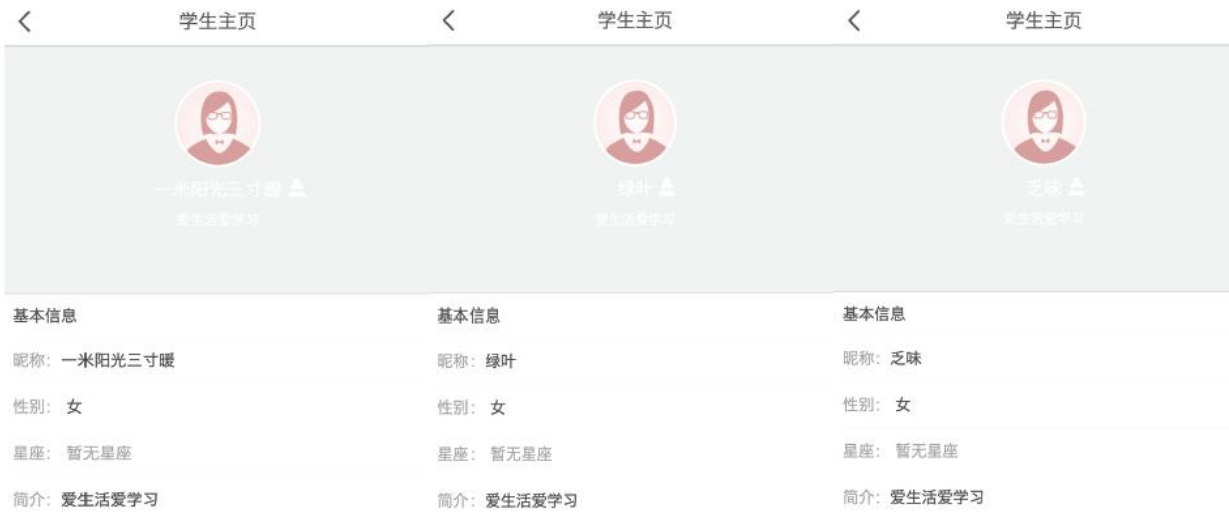 学生主页
一米阳光三寸暖
爱生活爱学习
基本信息
昵称： 一米阳光三寸暖
性别： 女
星座： 暂无星座
简介： 爱生活爱学习
学生主页
绿叶
爱生活爱学习
基本信息
昵称： 绿叶
性别： 女
星座： 暂无星座
简介： 爱生活爱学习
学生主页
乏味
爱生活爱学习
基本信息
昵称： 乏味
性别： 女
星座： 暂无星座
简介： 爱生活爱学习